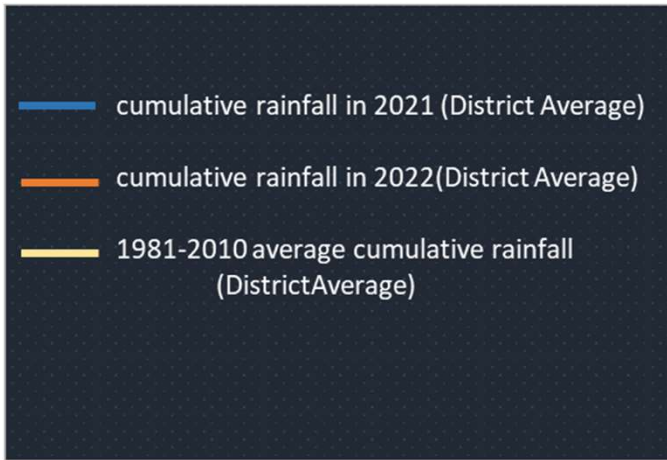 cumulative rainfall in 2021 (District Average)
cumulative rainfall in 2022(District Average)
1981-2010 average cumulative rainfall
(DistrictAverage)